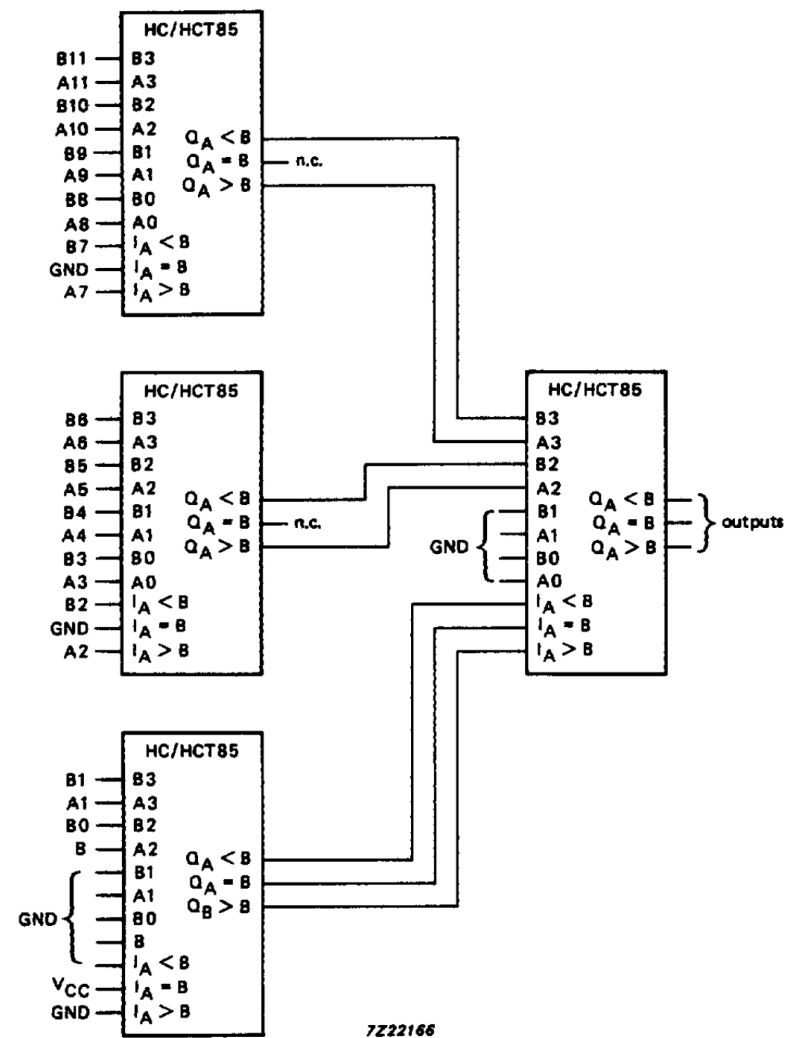 HC/HCT85
B11 B3
A11 A3
B10 B2
A10 A2
B9 B1
A9 A1
B8 B0
A8 A0
B7 IA < B
GND IA = B
A7 IA > B
QA < B
QA = B n.c.
QA > B
HC/HCT85
B6 B3
A6 A3
B5 B2
A5 A2
B4 B1
A4 A1
B3 B0
A3 A0
B2 IA < B
GND IA = B
A2 IA > B
QA < B
QA = B n.c.
QA > B
HC/HCT85
B1 B3
A1 A3
B0 B2
B A2
GND
B1
A1
B0
B
IA < B
VCC IA = B
GND IA > B
QA < B
QA = B
QB > B
HC/HCT85
B3
A3
B2
A2
GND
B1
A1
B0
A0
IA < B
IA = B
IA > B
QA < B
QA = B
QA > B
outputs
7Z22166